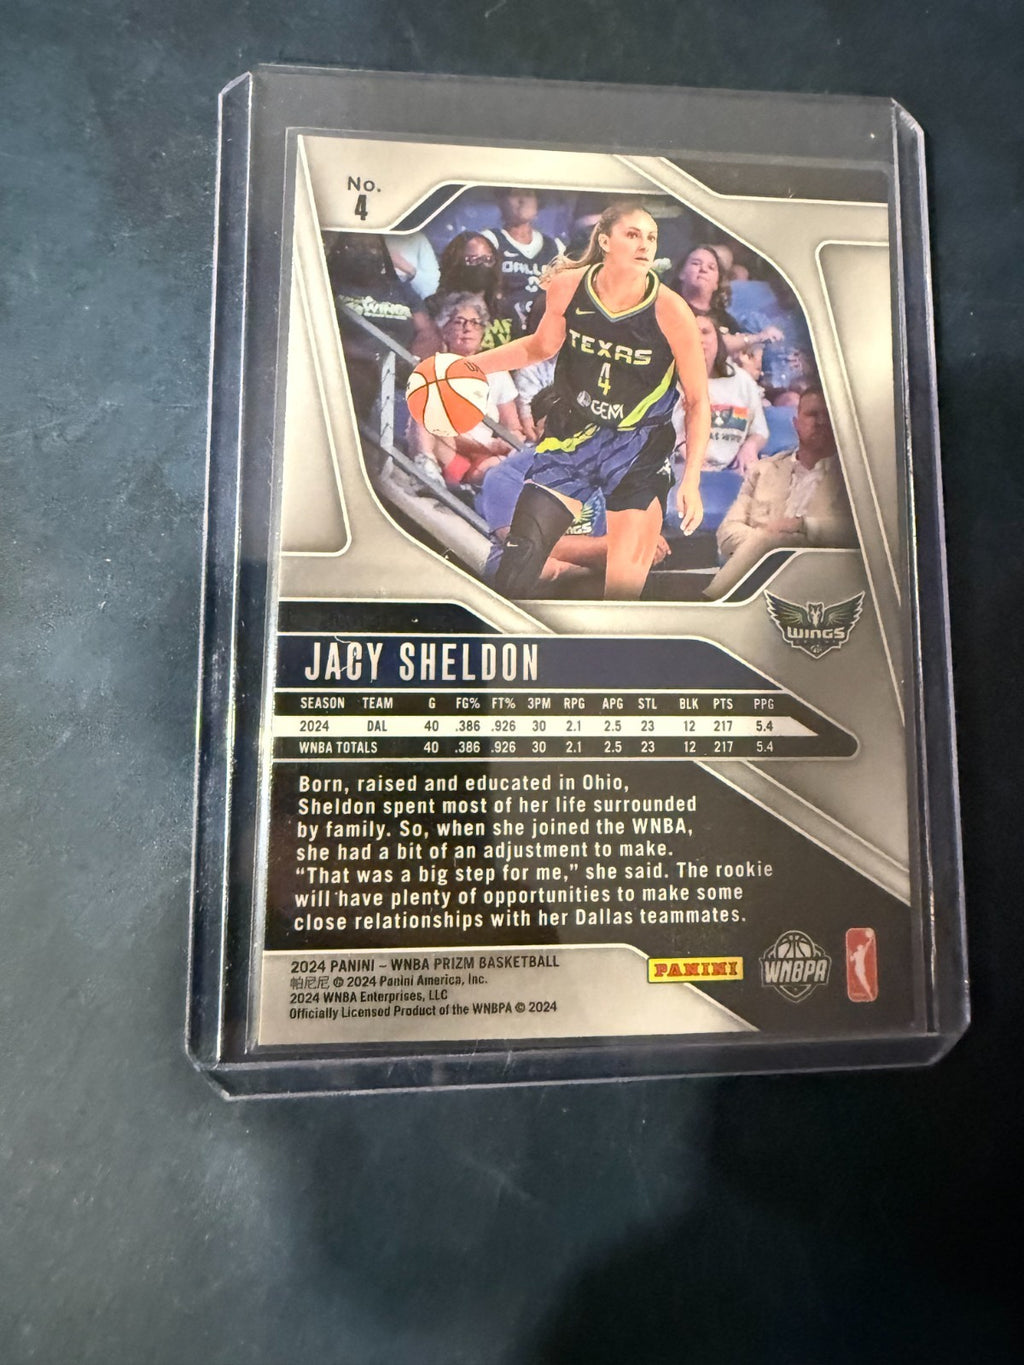 No.
4
DALL
WINGS
TEXAS
4
GEM
WINGS
JACY SHELDON
SEASON TEAM G FG% FT% 3PM RPG APG STL BLK PTS PPG
2024 DAL 40 .386 .926 30 2.1 2.5 23 12 217 5.4
WNBA TOTALS 40 .386 .926 30 2.1 2.5 23 12 217 5.4
Born, raised and educated in Ohio,
Sheldon spent most of her life surrounded
by family. So, when she joined the WNBA,
she had a bit of an adjustment to make.
“That was a big step for me,” she said. The rookie
will have plenty of opportunities to make some
close relationships with her Dallas teammates.
2024 PANINI – WNBA PRIZM BASKETBALL
帕尼尼 © 2024 Panini America, Inc.
2024 WNBA Enterprises, LLC
Officially Licensed Product of the WNBPA © 2024
PANINI
WNBPA